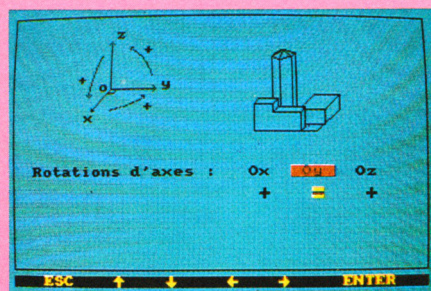 z
+ +
o y
+ +
x
Rotations d'axes : Ox Oy Oz
+ = +
ESC ↑ ↓ ← → ENTER